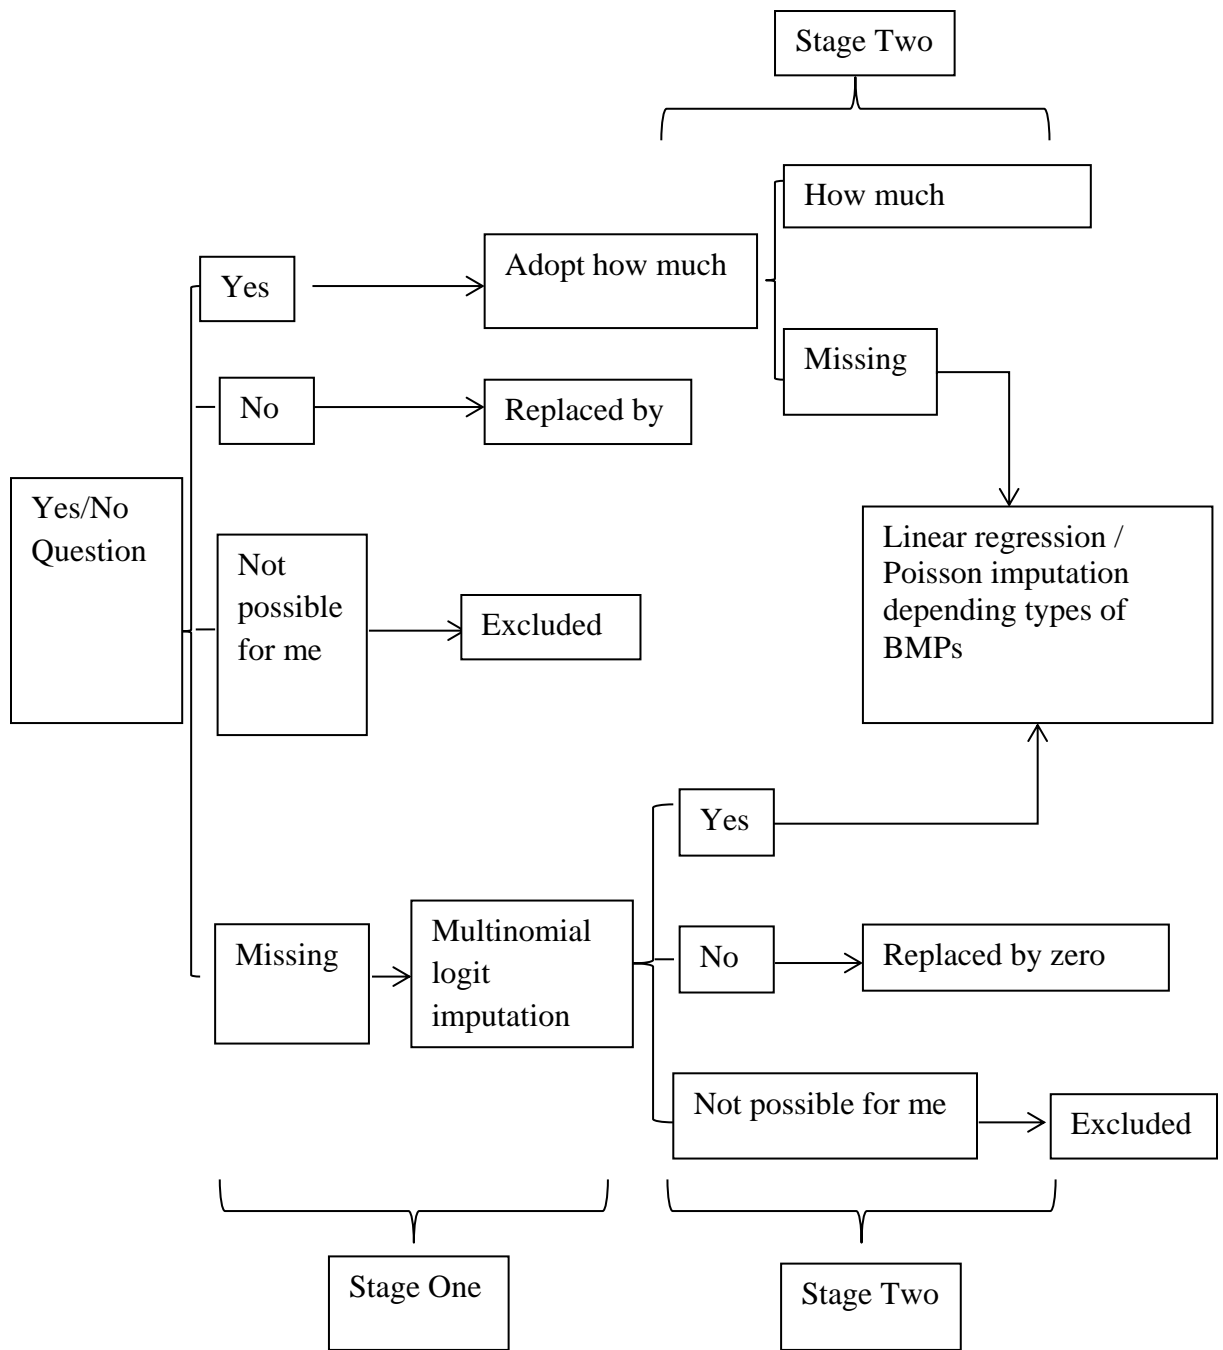 Stage Two
How much
Adopt how much
Yes
Missing
No
Replaced by
Yes/No
Question
Not
possible
for me
Excluded
Linear regression /
Poisson imputation
depending types of
BMPs
Yes
Missing
Multinomial
logit
imputation
No
Replaced by zero
Not possible for me
Excluded
Stage One
Stage Two